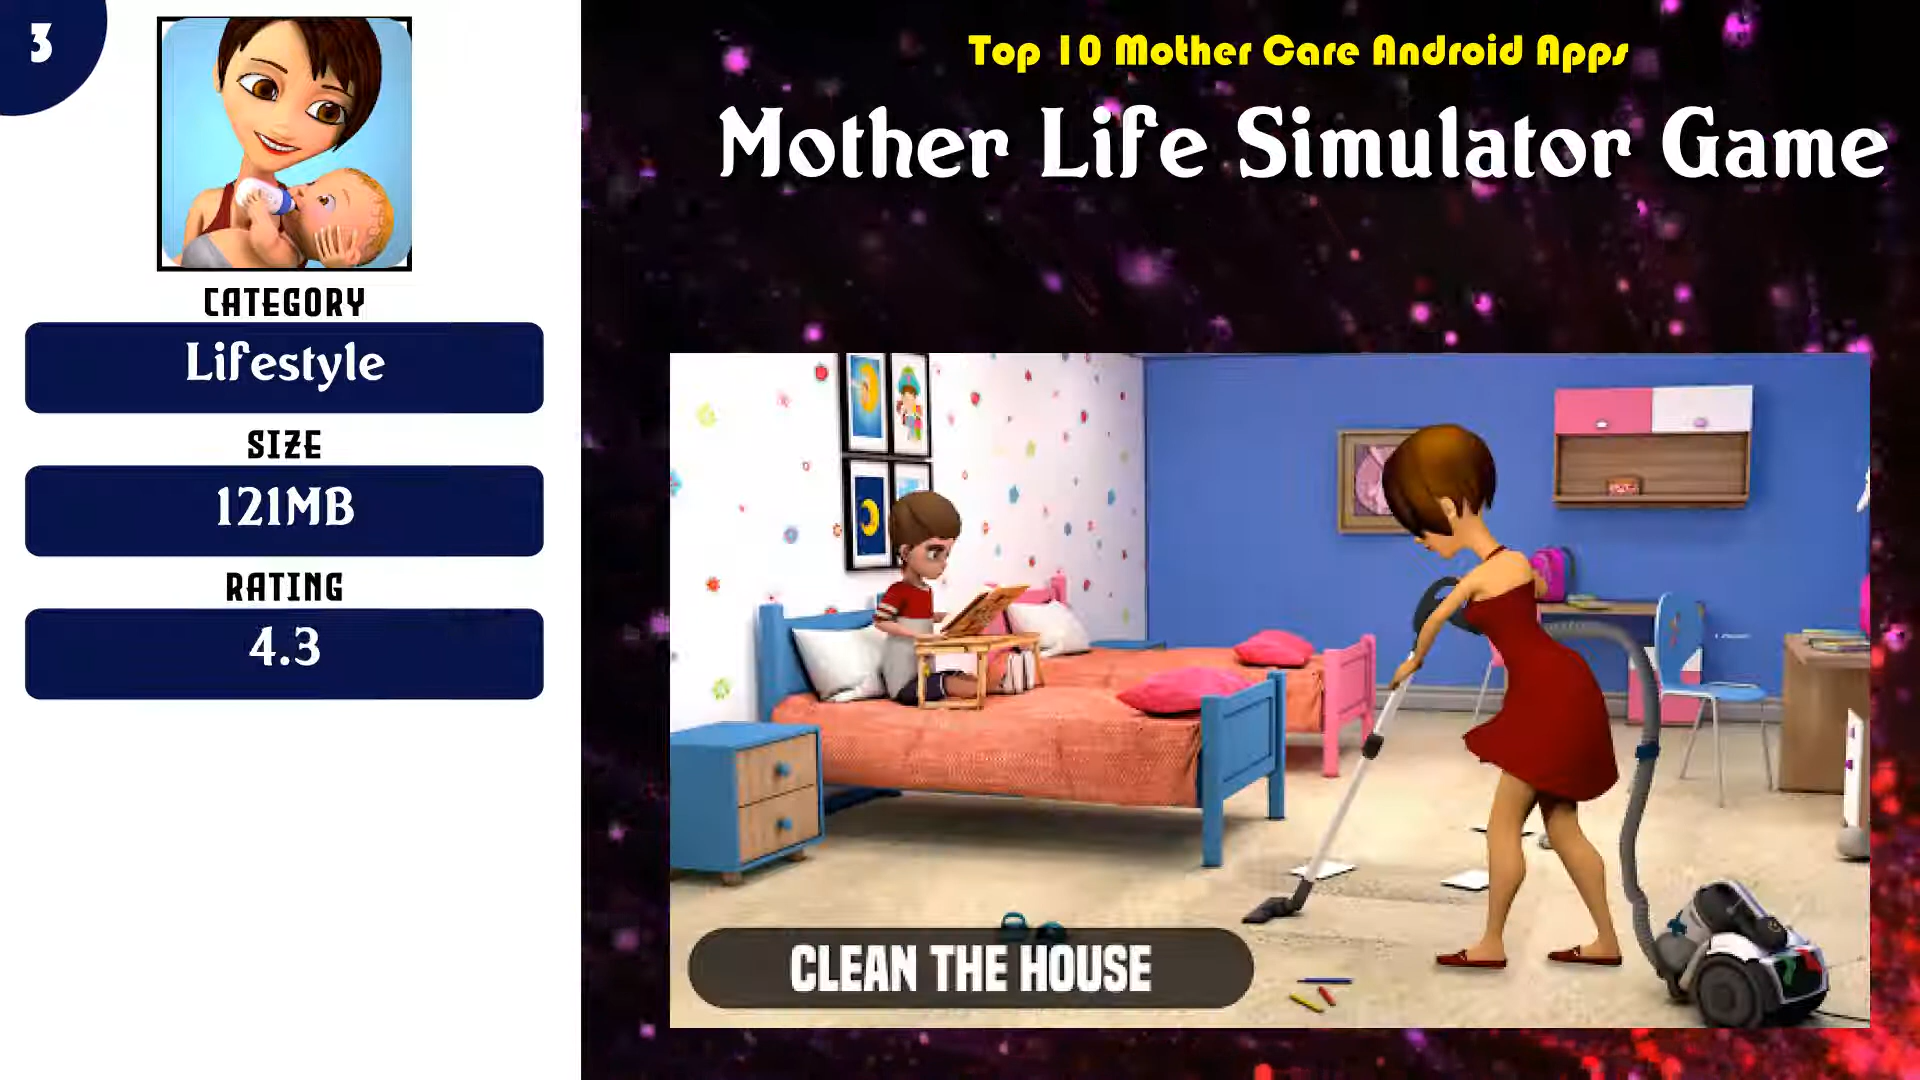 3
CATEGORY
Lifestyle
SIZE
121MB
RATING
4.3
Top 10 Mother Care Android Apps
Mother Life Simulator Game
CLEAN THE HOUSE